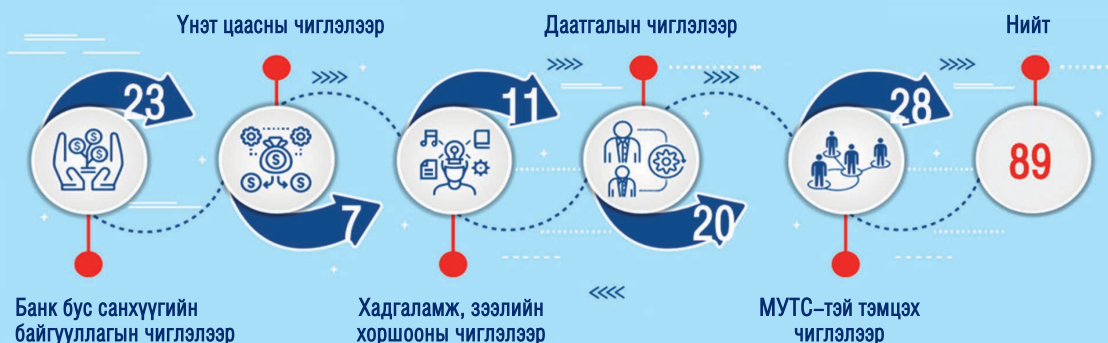 Үнэт цаасны чиглэлээр
Даатгалын чиглэлээр
Нийт
23
11
28
89
7
20
Банк бус санхүүгийн
байгууллагын чиглэлээр
Хадгаламж, зээлийн
хоршооны чиглэлээр
МУТС–тэй тэмцэх
чиглэлээр